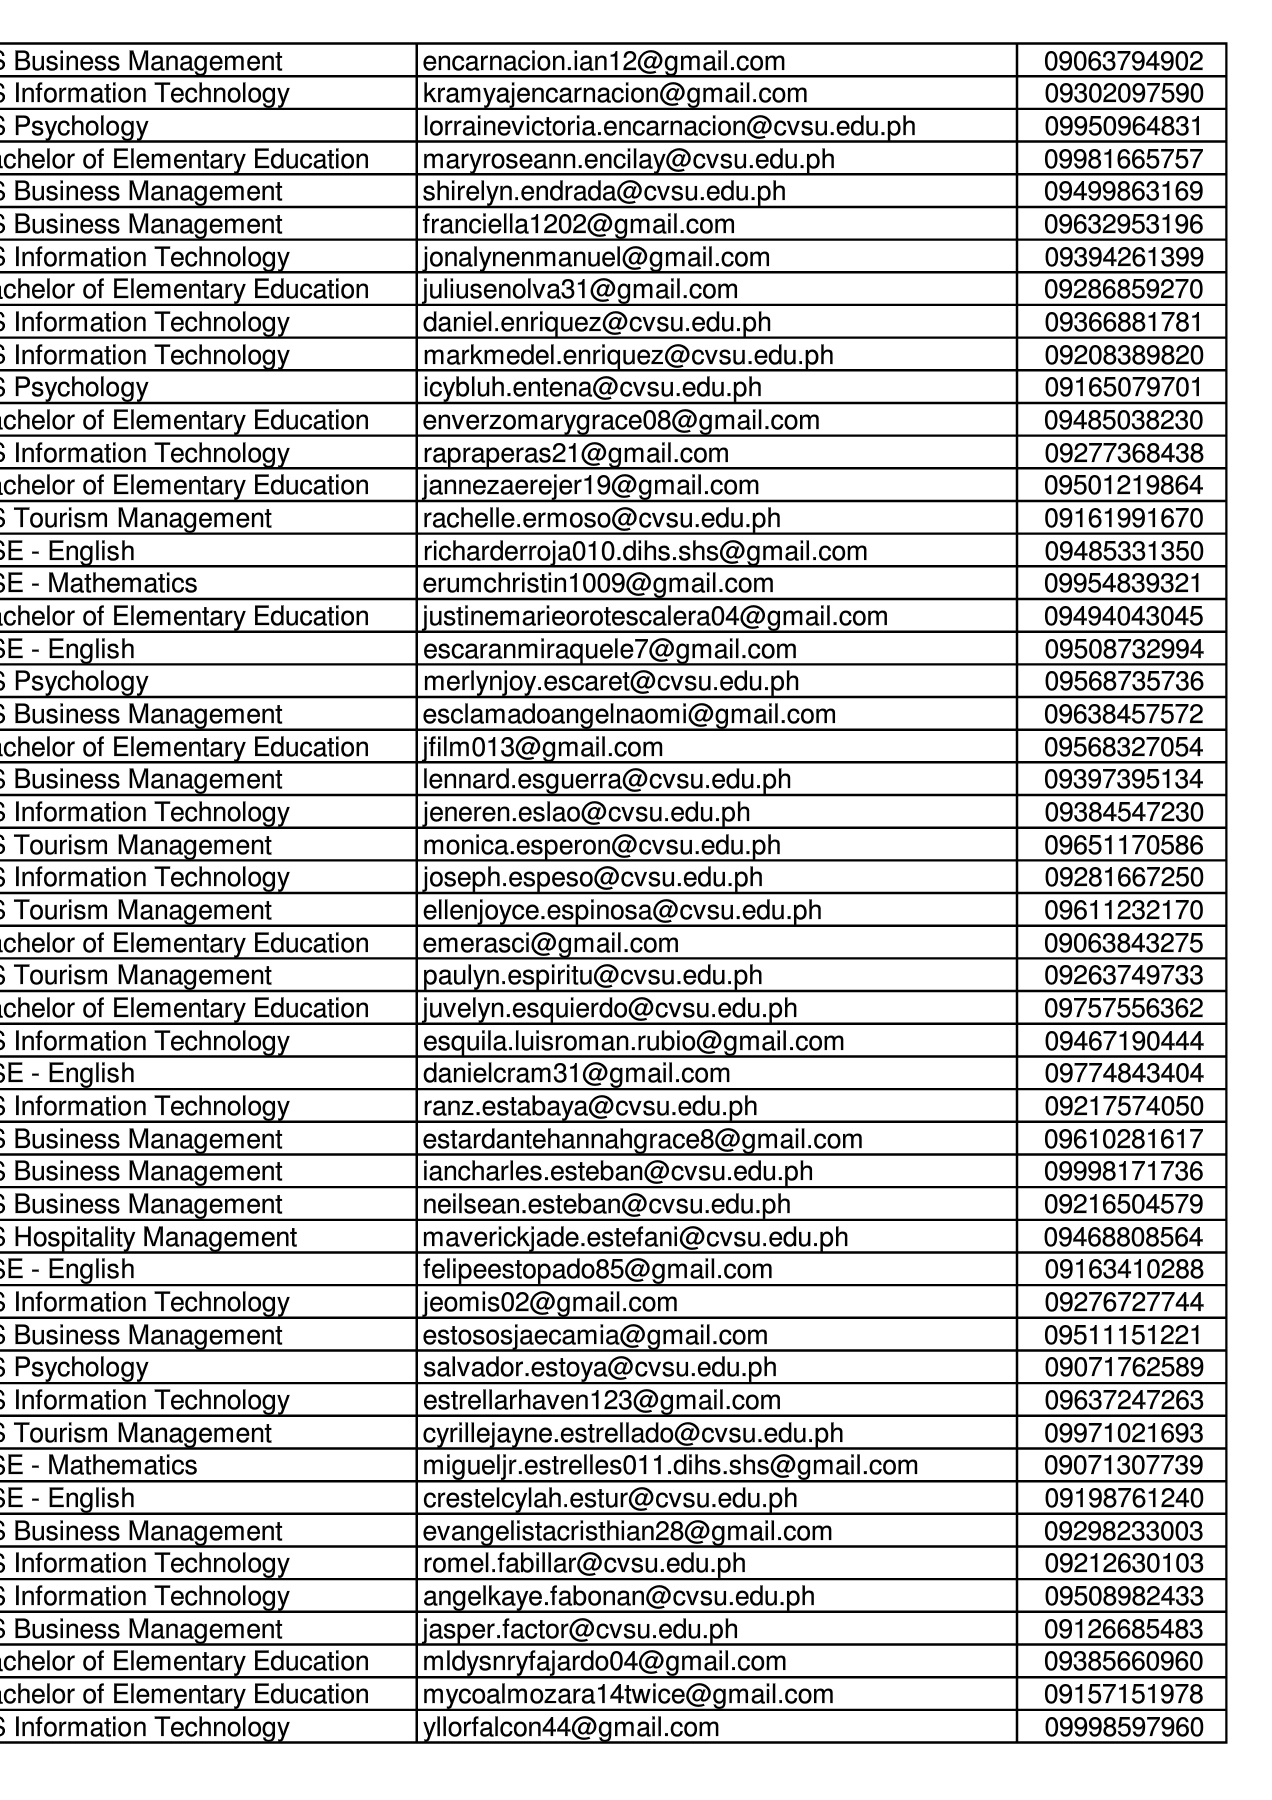 S Business Management encarnacion.ian12@gmail.com 09063794902
S Information Technology kramyajencarnacion@gmail.com 09302097590
S Psychology lorrainevictoria.encarnacion@cvsu.edu.ph 09950964831
achelor of Elementary Education maryroseann.encilay@cvsu.edu.ph 09981665757
S Business Management shirelyn.endrada@cvsu.edu.ph 09499863169
S Business Management franciella1202@gmail.com 09632953196
S Information Technology jonalynenmanuel@gmail.com 09394261399
achelor of Elementary Education juliusenolva31@gmail.com 09286859270
S Information Technology daniel.enriquez@cvsu.edu.ph 09366881781
S Information Technology markmedel.enriquez@cvsu.edu.ph 09208389820
S Psychology icybluh.entena@cvsu.edu.ph 09165079701
achelor of Elementary Education enverzomarygrace08@gmail.com 09485038230
S Information Technology rapraperas21@gmail.com 09277368438
achelor of Elementary Education jannezaerejer19@gmail.com 09501219864
S Tourism Management rachelle.ermoso@cvsu.edu.ph 09161991670
SE - English richarderroja010.dihs.shs@gmail.com 09485331350
SE - Mathematics erumchristin1009@gmail.com 09954839321
achelor of Elementary Education justinemarieorotescalera04@gmail.com 09494043045
SE - English escaranmiraquele7@gmail.com 09508732994
S Psychology merlynjoy.escaret@cvsu.edu.ph 09568735736
S Business Management esclamadoangelnaomi@gmail.com 09638457572
achelor of Elementary Education jfilm013@gmail.com 09568327054
S Business Management lennard.esguerra@cvsu.edu.ph 09397395134
S Information Technology jeneren.eslao@cvsu.edu.ph 09384547230
S Tourism Management monica.esperon@cvsu.edu.ph 09651170586
S Information Technology joseph.espeso@cvsu.edu.ph 09281667250
S Tourism Management ellenjoyce.espinosa@cvsu.edu.ph 09611232170
achelor of Elementary Education emerasci@gmail.com 09063843275
S Tourism Management paulyn.espiritu@cvsu.edu.ph 09263749733
achelor of Elementary Education juvelyn.esquierdo@cvsu.edu.ph 09757556362
S Information Technology esquila.luisroman.rubio@gmail.com 09467190444
SE - English danielcram31@gmail.com 09774843404
S Information Technology ranz.estabaya@cvsu.edu.ph 09217574050
S Business Management estardantehannahgrace8@gmail.com 09610281617
S Business Management iancharles.esteban@cvsu.edu.ph 09998171736
S Business Management neilsean.esteban@cvsu.edu.ph 09216504579
S Hospitality Management maverickjade.estefani@cvsu.edu.ph 09468808564
SE - English felipeestopado85@gmail.com 09163410288
S Information Technology jeomis02@gmail.com 09276727744
S Business Management estososjaecamia@gmail.com 09511151221
S Psychology salvador.estoya@cvsu.edu.ph 09071762589
S Information Technology estrellarhaven123@gmail.com 09637247263
S Tourism Management cyrillejayne.estrellado@cvsu.edu.ph 09971021693
SE - Mathematics migueljr.estrelles011.dihs.shs@gmail.com 09071307739
SE - English crestelcylah.estur@cvsu.edu.ph 09198761240
S Business Management evangelistacristhian28@gmail.com 09298233003
S Information Technology romel.fabillar@cvsu.edu.ph 09212630103
S Information Technology angelkaye.fabonan@cvsu.edu.ph 09508982433
S Business Management jasper.factor@cvsu.edu.ph 09126685483
achelor of Elementary Education mldysnryfajardo04@gmail.com 09385660960
achelor of Elementary Education mycoalmozara14twice@gmail.com 09157151978
S Information Technology yllorfalcon44@gmail.com 09998597960